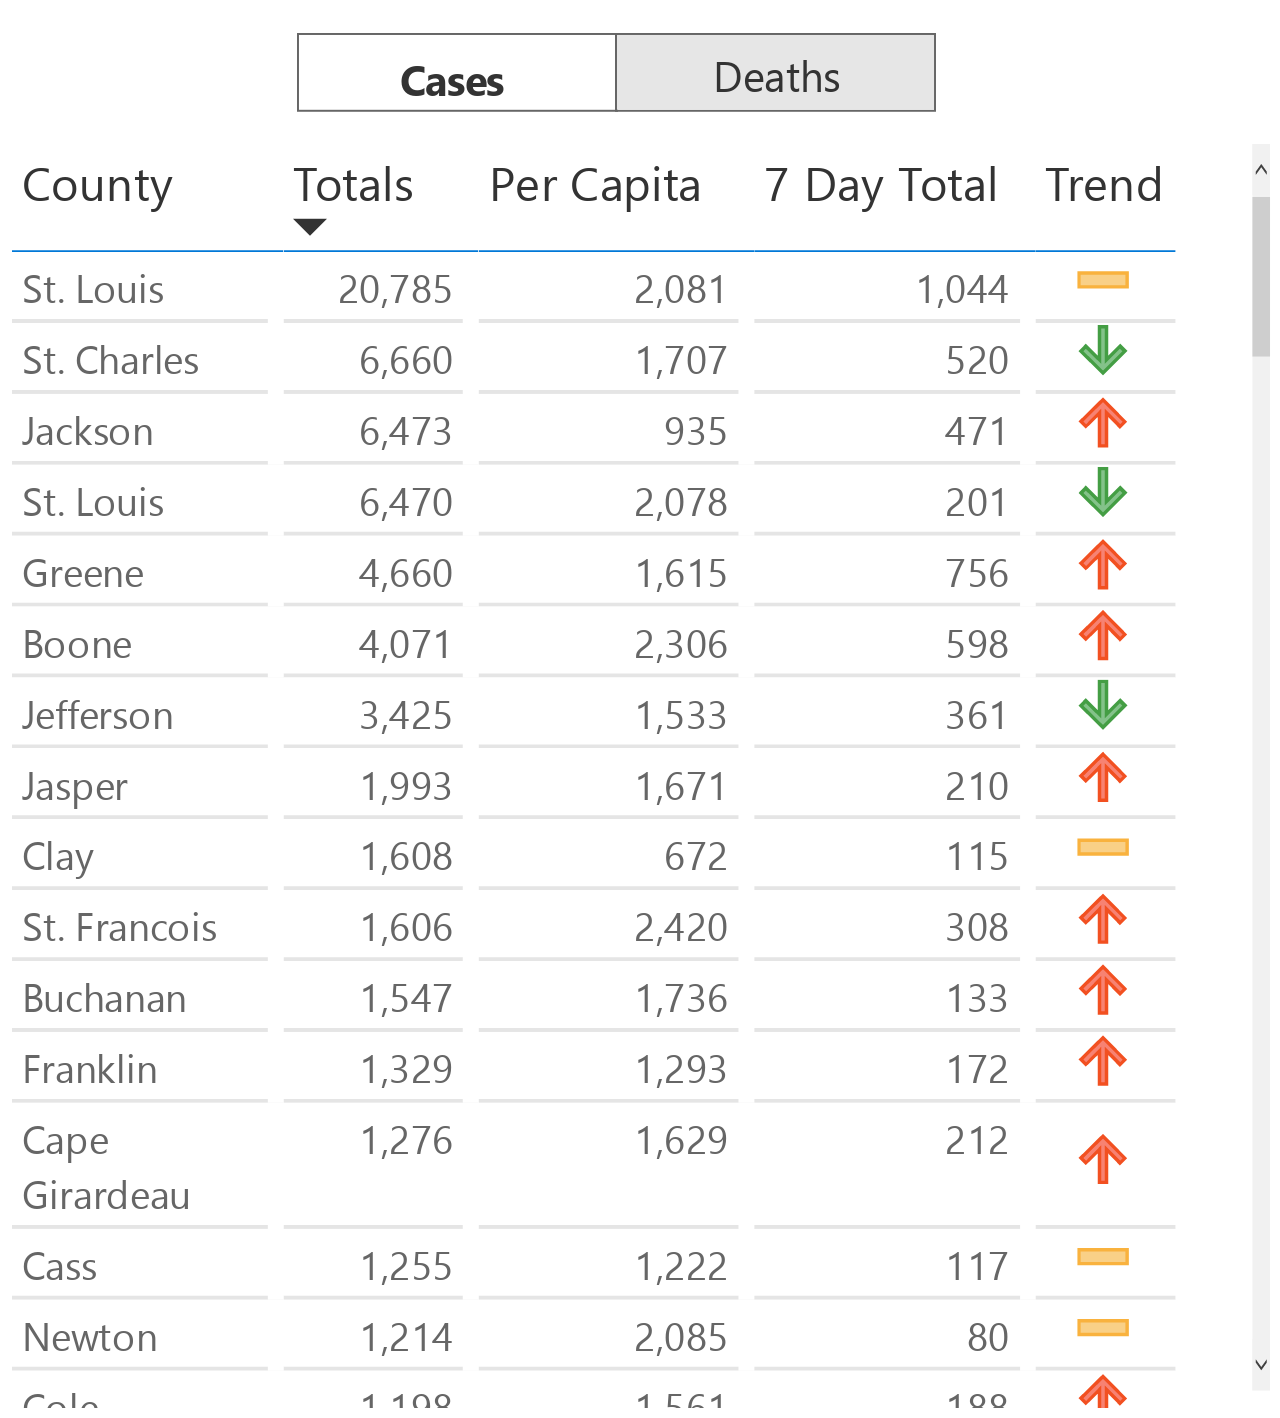 Cases Deaths
County Totals Per Capita 7 Day Total Trend
St. Louis 20,785 2,081 1,044
St. Charles 6,660 1,707 520
Jackson 6,473 935 471
St. Louis 6,470 2,078 201
Greene 4,660 1,615 756
Boone 4,071 2,306 598
Jefferson 3,425 1,533 361
Jasper 1,993 1,671 210
Clay 1,608 672 115
St. Francois 1,606 2,420 308
Buchanan 1,547 1,736 133
Franklin 1,329 1,293 172
Cape 1,276 1,629 212
Girardeau
Cass 1,255 1,222 117
Newton 1,214 2,085 80
Cole 1,198 1,561 188